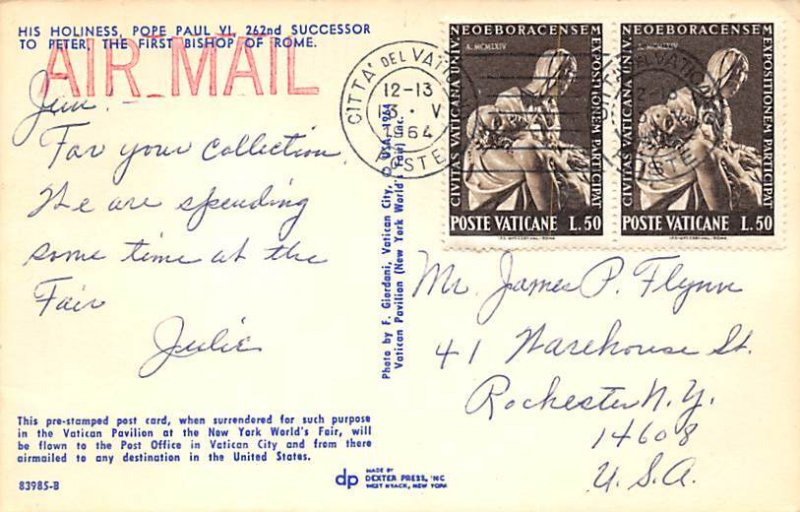 HIS HOLINESS, POPE PAUL VI, 262nd SUCCESSOR
TO PETER, THE FIRST BISHOP OF ROME.
AIR MAIL
Jim.
For your collection.
We are spending
some time at the
Fair
Julie
This pre-stamped post card, when surrendered for such purpose
in the Vatican Pavilion at the New York World's Fair, will
be flown to the Post Office in Vatican City and from there
airmailed to any destination in the United States.
83985-B
dp
MADE BY
DEXTER PRESS, INC
WEST NYACK, NEW YORK
Photo by F. Giordani, Vatican City, © USA 1964
Vatican Pavilion (New York World's Fair) Inc.
CITTA' DEL VATICANO
12-13
13 · V
1964
POSTE
CIVITAS VATICANA UNIV
NEOEBORACENSEM
EXPOSITIONEM PARTICIPAT
A. MCMLXIV
POSTE VATICANE L.50
CIVITAS VATICANA UNIV
NEOEBORACENSEM
EXPOSITIONEM PARTICIPAT
A. MCMLXIV
POSTE VATICANE L.50
Mr. James P. Flynn
41 Warehouse St.
Rochester N.Y.
14608
U.S.A.